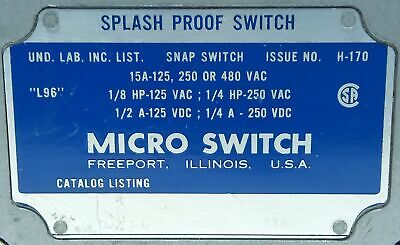 SPLASH PROOF SWITCH
UND. LAB. INC. LIST. SNAP SWITCH ISSUE NO. H-170
15A-125, 250 OR 480 VAC
"L96" 1/8 HP-125 VAC ; 1/4 HP-250 VAC
1/2 A-125 VDC ; 1/4 A - 250 VDC
SA
MICRO SWITCH
FREEPORT, ILLINOIS, U.S.A.
CATALOG LISTING